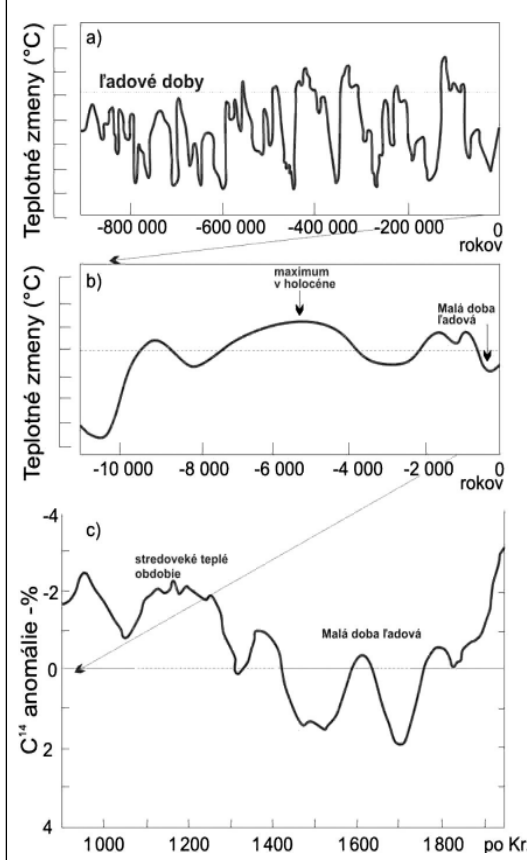 a)
Teplotné zmeny (°C)
ľadové doby
-800 000 -600 000 -400 000 -200 000 0
rokov
b)
Teplotné zmeny (°C)
maximum
v holocéne
Malá doba
ľadová
-10 000 -8 000 -6 000 -4 000 -2 000 0
rokov
c)
C¹⁴ anomálie -%
-4
-2
0
2
4
stredoveké teplé
obdobie
Malá doba ľadová
1000 1200 1400 1600 1800 po Kr.